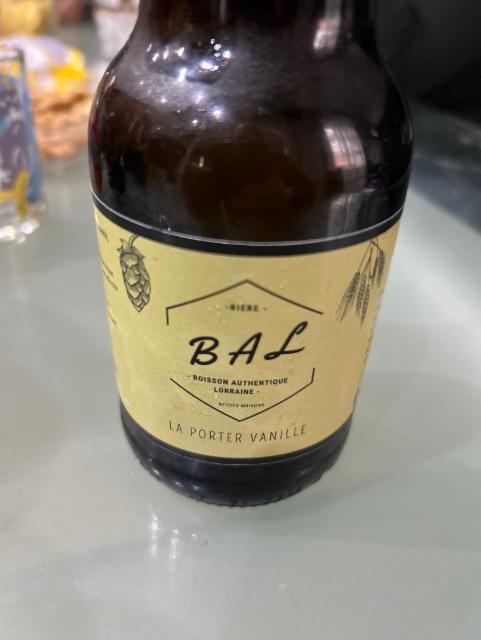 - BIERE -
BAL
- BOISSON AUTHENTIQUE
LORRAINE -
NEUVES-MAISONS
LA PORTER VANILLE